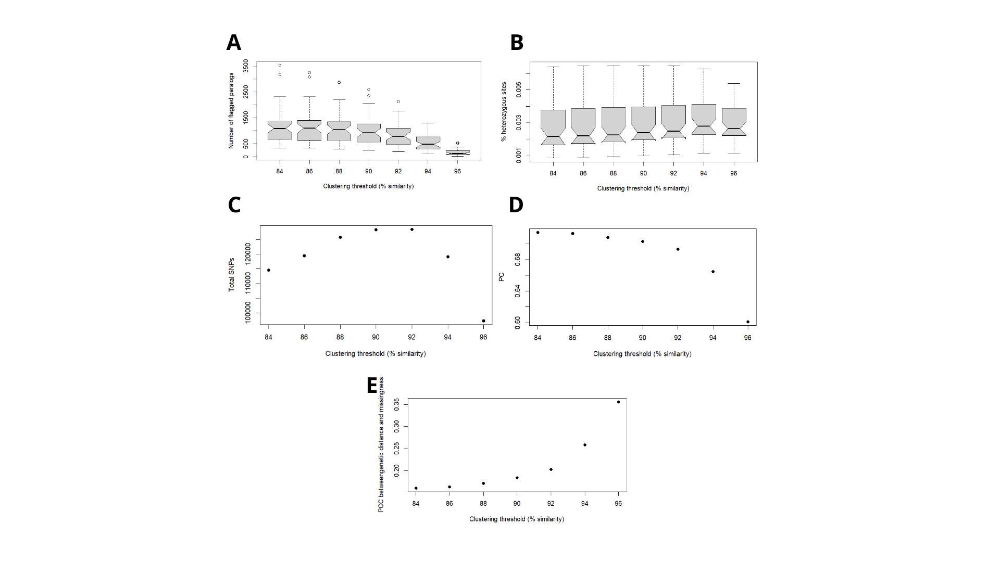 A
Number of flagged paralogs
3500
2500
1500
500
0
84 86 88 90 92 94 96
Clustering threshold (% similarity)
B
% heterozygous sites
0.005
0.003
0.001
84 86 88 90 92 94 96
Clustering threshold (% similarity)
C
Total SNPs
120000
110000
100000
84 86 88 90 92 94 96
Clustering threshold (% similarity)
D
PC
0.68
0.64
0.60
84 86 88 90 92 94 96
Clustering threshold (% similarity)
E
PCC betweengenetic distance and missingness
0.35
0.30
0.25
0.20
84 86 88 90 92 94 96
Clustering threshold (% similarity)